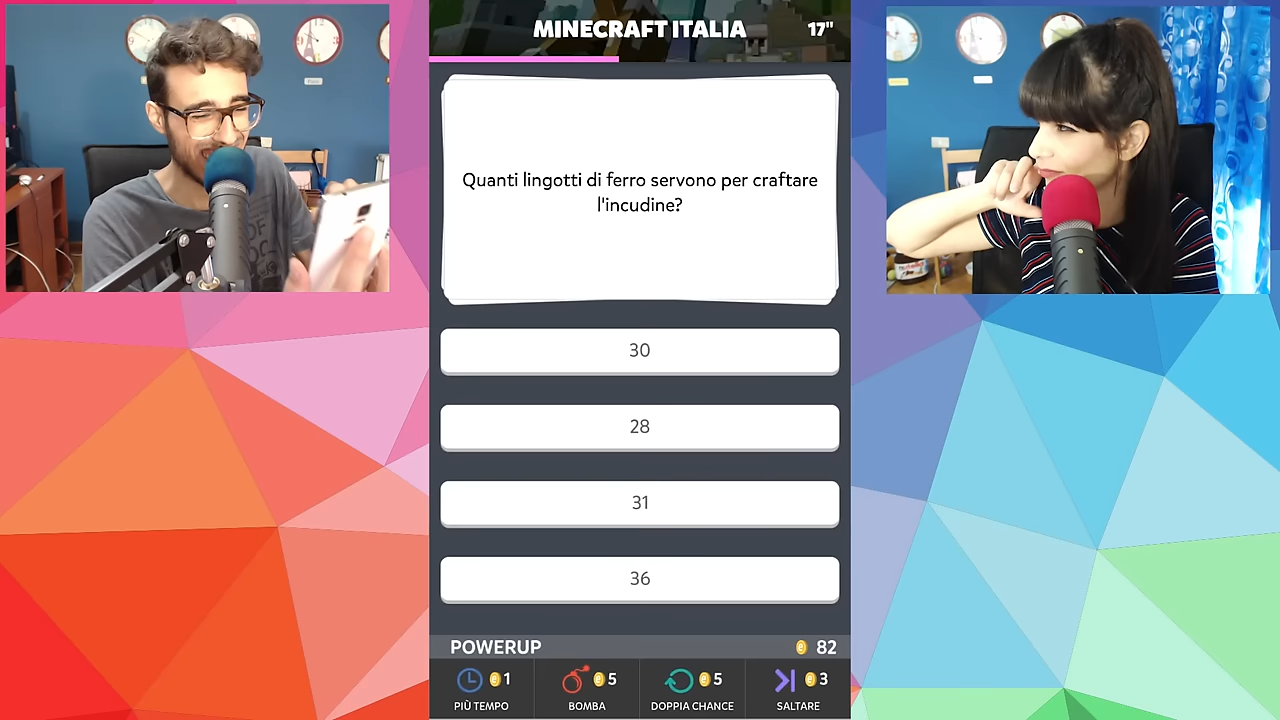 MINECRAFT ITALIA
17"
Quanti lingotti di ferro servono per craftare
l'incudine?
30
28
31
36
POWERUP
82
1
5
5
3
PIÙ TEMPO
BOMBA
DOPPIA CHANCE
SALTARE
nutella